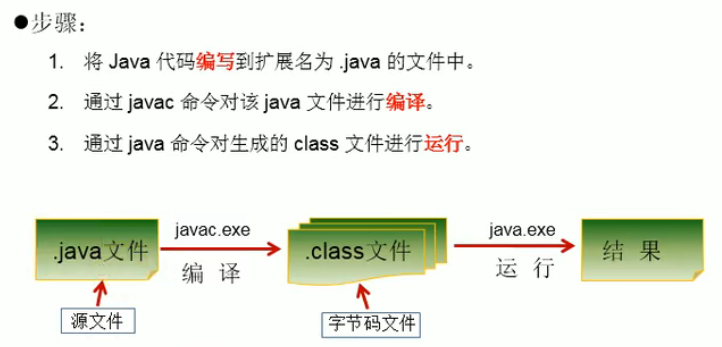 ●步骤：
1. 将 Java 代码编写到扩展名为 .java 的文件中。
2. 通过 javac 命令对该 java 文件进行编译。
3. 通过 java 命令对生成的 class 文件进行运行。
javac.exe
java.exe
.java文件
.class文件
结 果
编 译
运 行
源文件
字节码文件